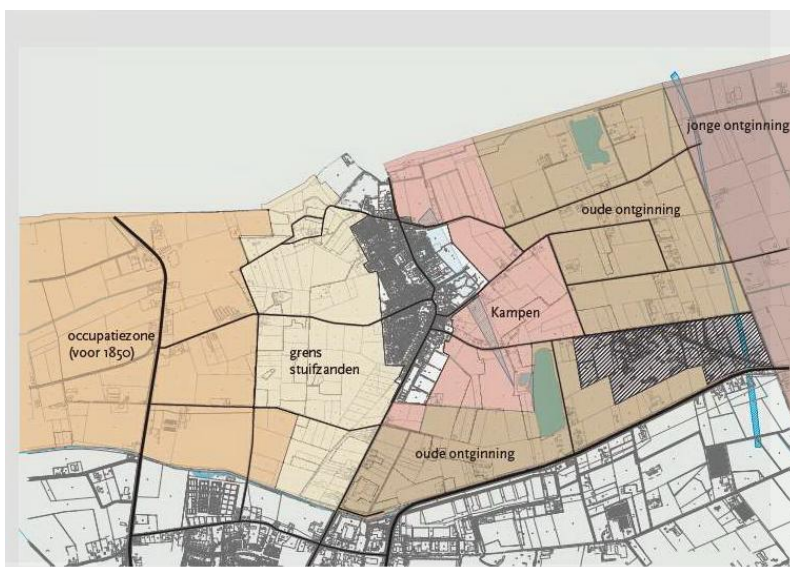 jonge ontginning
oude ontginning
Kampen
occupatiezone
(voor 1850)
grens
stuifzanden
oude ontginning